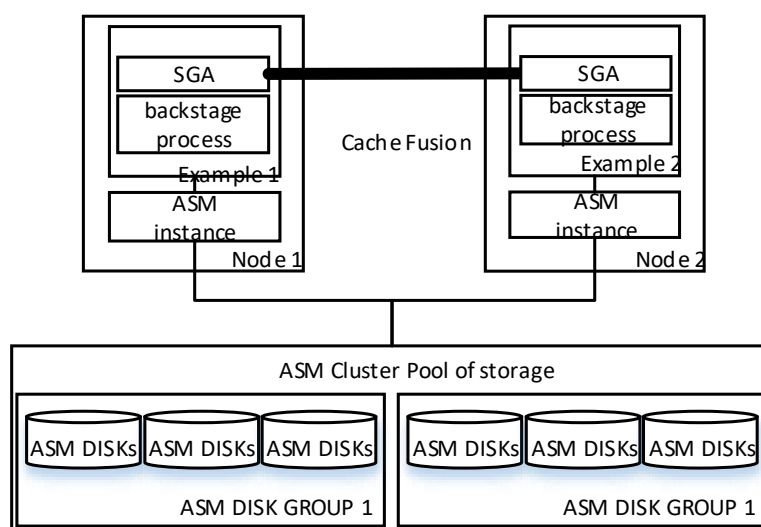 SGA
backstage
process
Example 1
ASM
instance
Node 1
Cache Fusion
SGA
backstage
process
Example 2
ASM
instance
Node 2
ASM Cluster Pool of storage
ASM DISKs ASM DISKs ASM DISKs
ASM DISK GROUP 1
ASM DISKs ASM DISKs ASM DISKs
ASM DISK GROUP 1